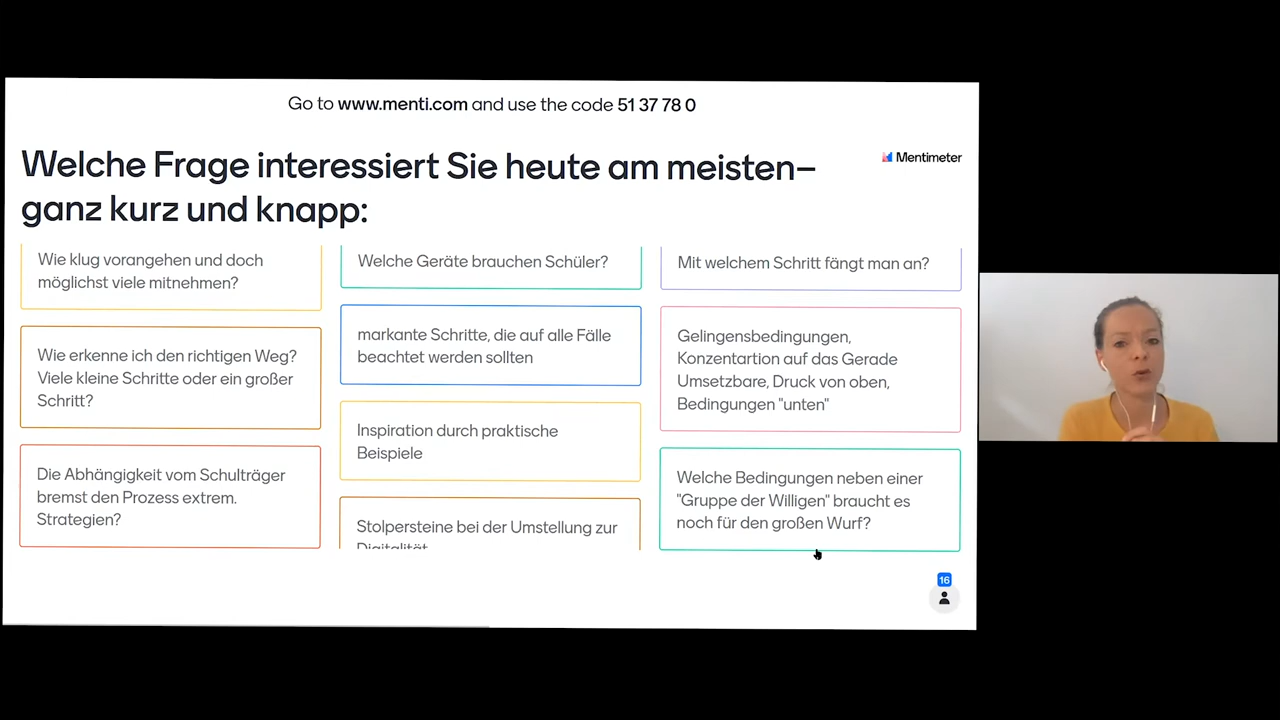 Go to www.menti.com and use the code 51 37 78 0
Welche Frage interessiert Sie heute am meisten–
ganz kurz und knapp:
Mentimeter
Wie klug vorangehen und doch
möglichst viele mitnehmen?
Wie erkenne ich den richtigen Weg?
Viele kleine Schritte oder ein großer
Schritt?
Die Abhängigkeit vom Schulträger
bremst den Prozess extrem.
Strategien?
Welche Geräte brauchen Schüler?
markante Schritte, die auf alle Fälle
beachtet werden sollten
Inspiration durch praktische
Beispiele
Stolpersteine bei der Umstellung zur
Digitalität
Mit welchem Schritt fängt man an?
Gelingensbedingungen,
Konzentartion auf das Gerade
Umsetzbare, Druck von oben,
Bedingungen "unten"
Welche Bedingungen neben einer
"Gruppe der Willigen" braucht es
noch für den großen Wurf?
16